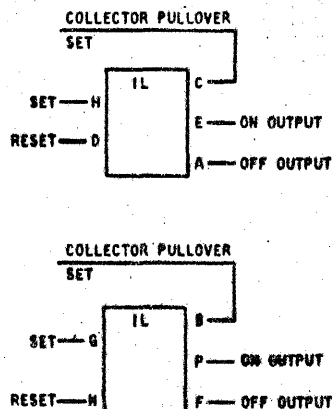 COLLECTOR PULLOVER
SET
IL
C
SET H
E ON OUTPUT
RESET D
A OFF OUTPUT
COLLECTOR PULLOVER
SET
IL
B
SET G
P ON OUTPUT
RESET N
F OFF OUTPUT